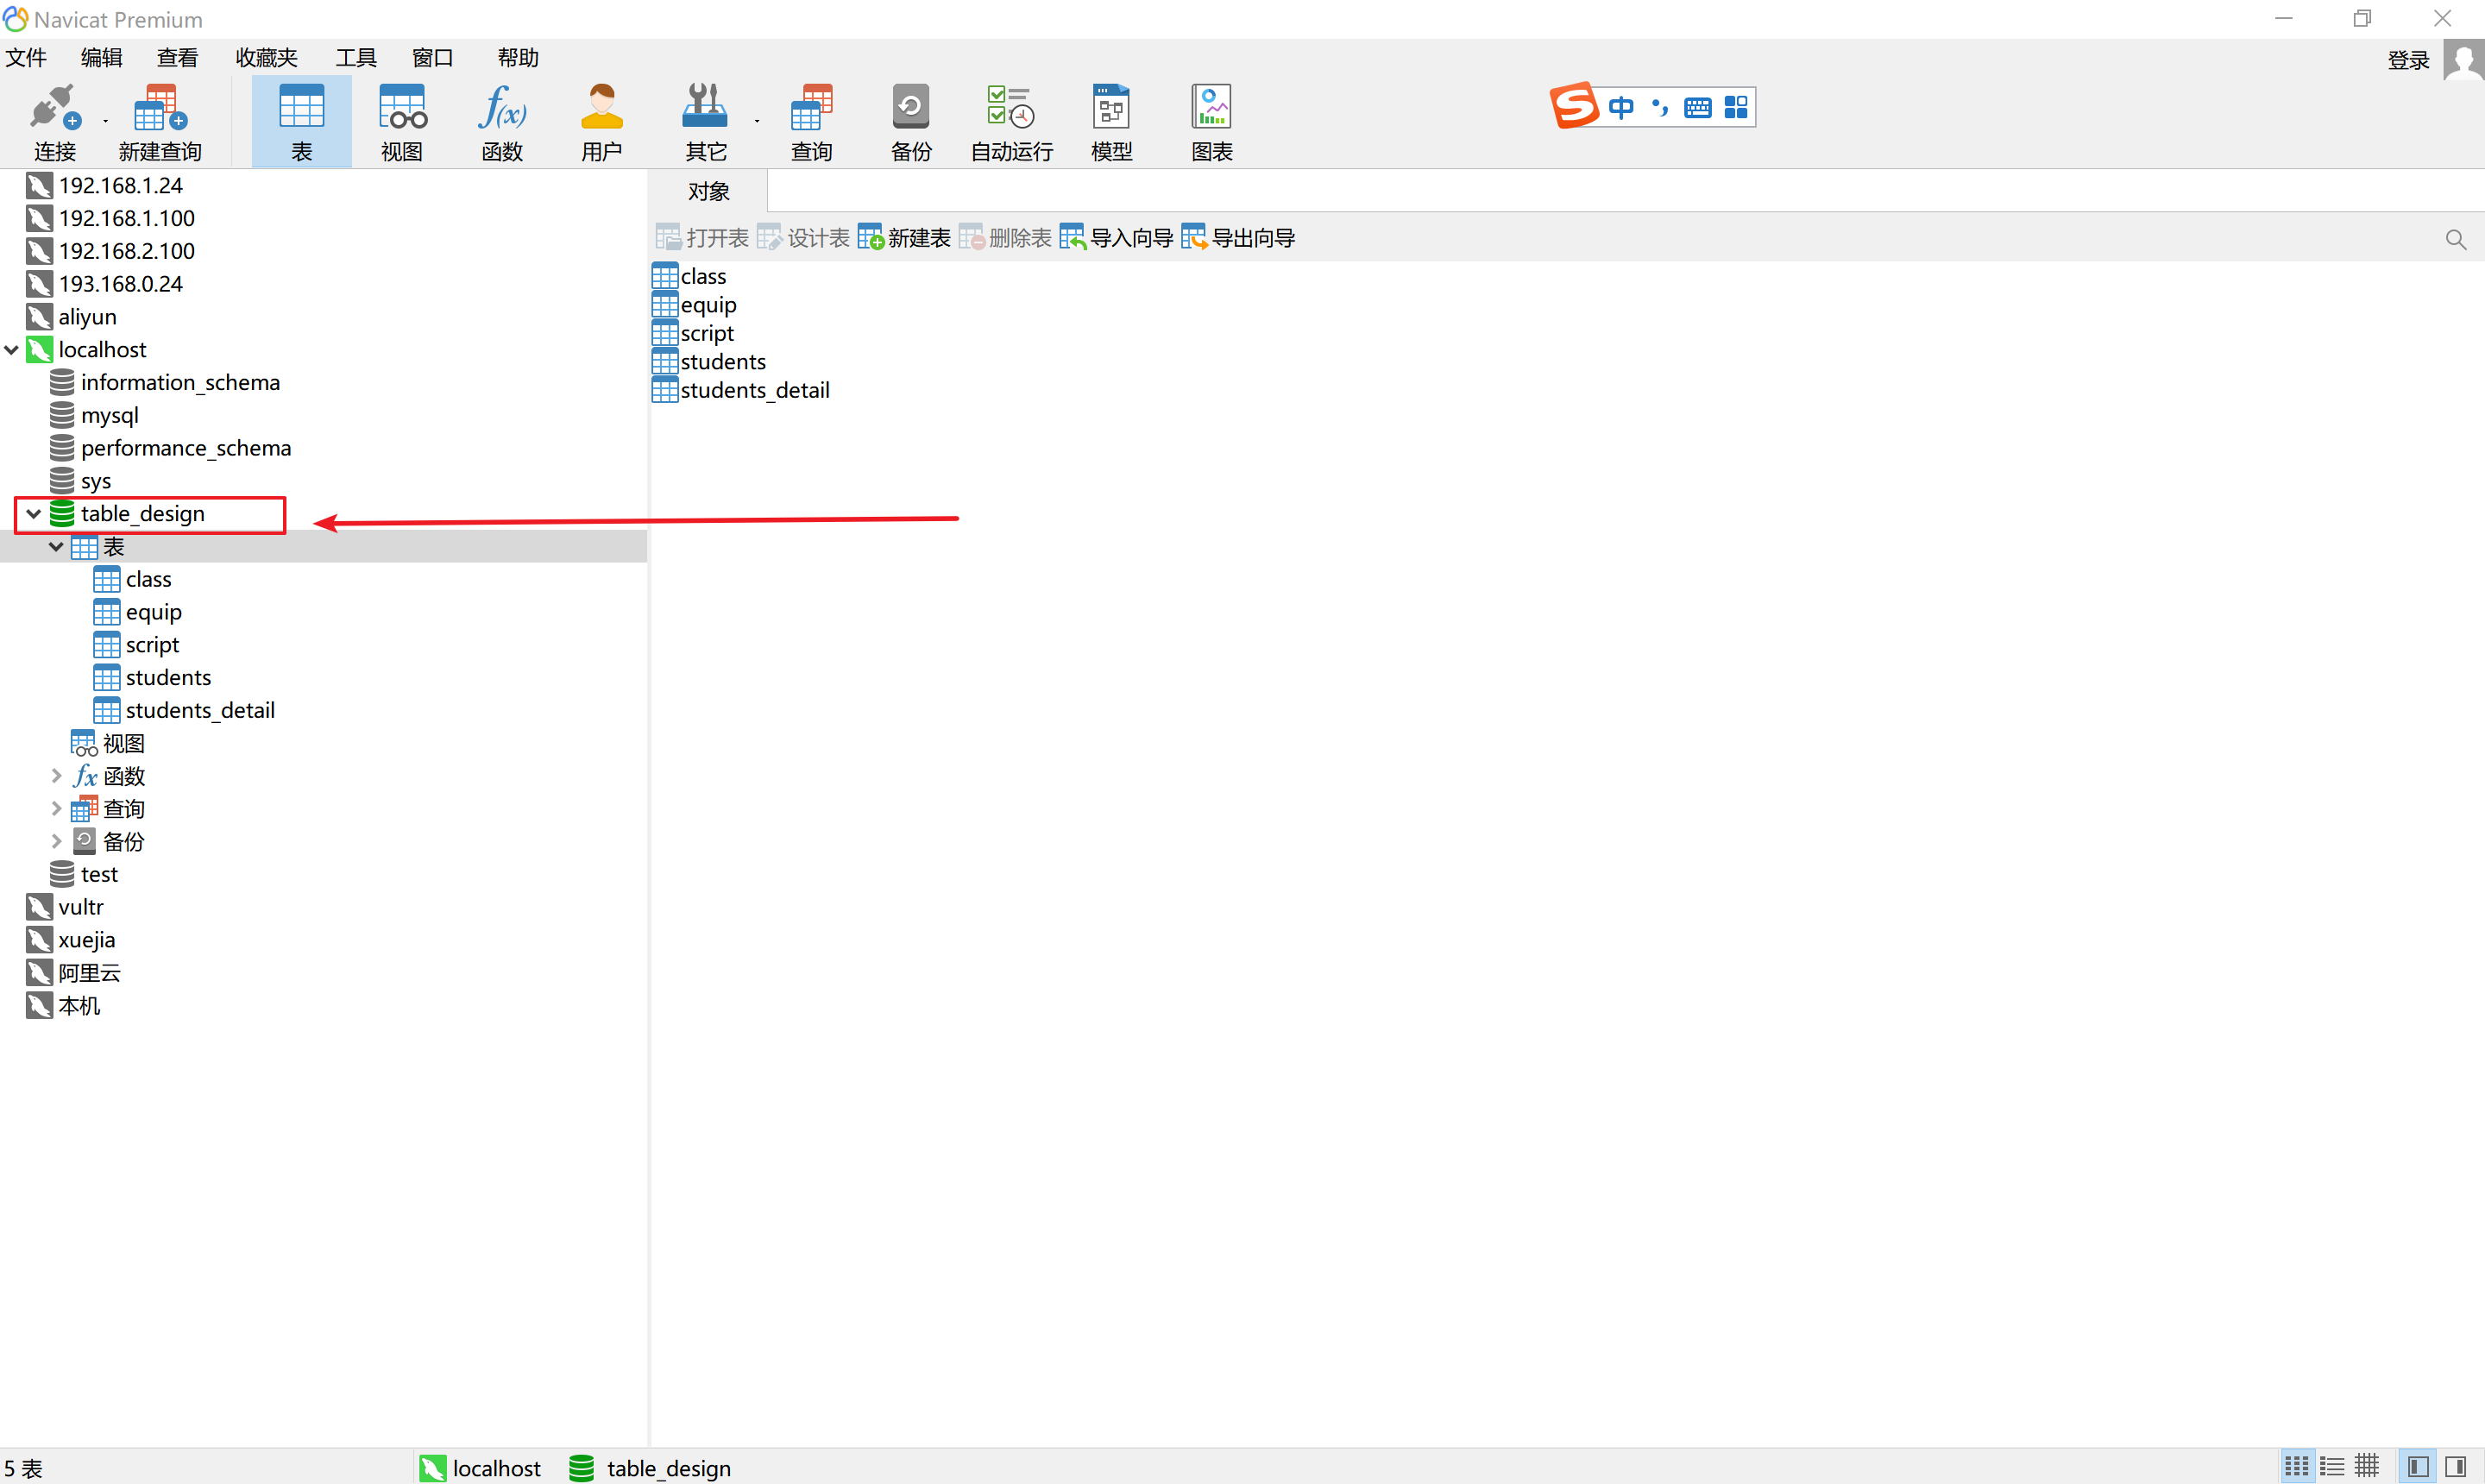 Navicat Premium
文件 编辑 查看 收藏夹 工具 窗口 帮助 登录
连接 新建查询 表 视图 函数 用户 其它 查询 备份 自动运行 模型 图表
中
192.168.1.24
192.168.1.100
192.168.2.100
193.168.0.24
aliyun
localhost
information_schema
mysql
performance_schema
sys
table_design
表
class
equip
script
students
students_detail
视图
fx 函数
查询
备份
test
vultr
xuejia
阿里云
本机
对象
打开表 设计表 新建表 删除表 导入向导 导出向导
class
equip
script
students
students_detail
5 表 localhost table_design